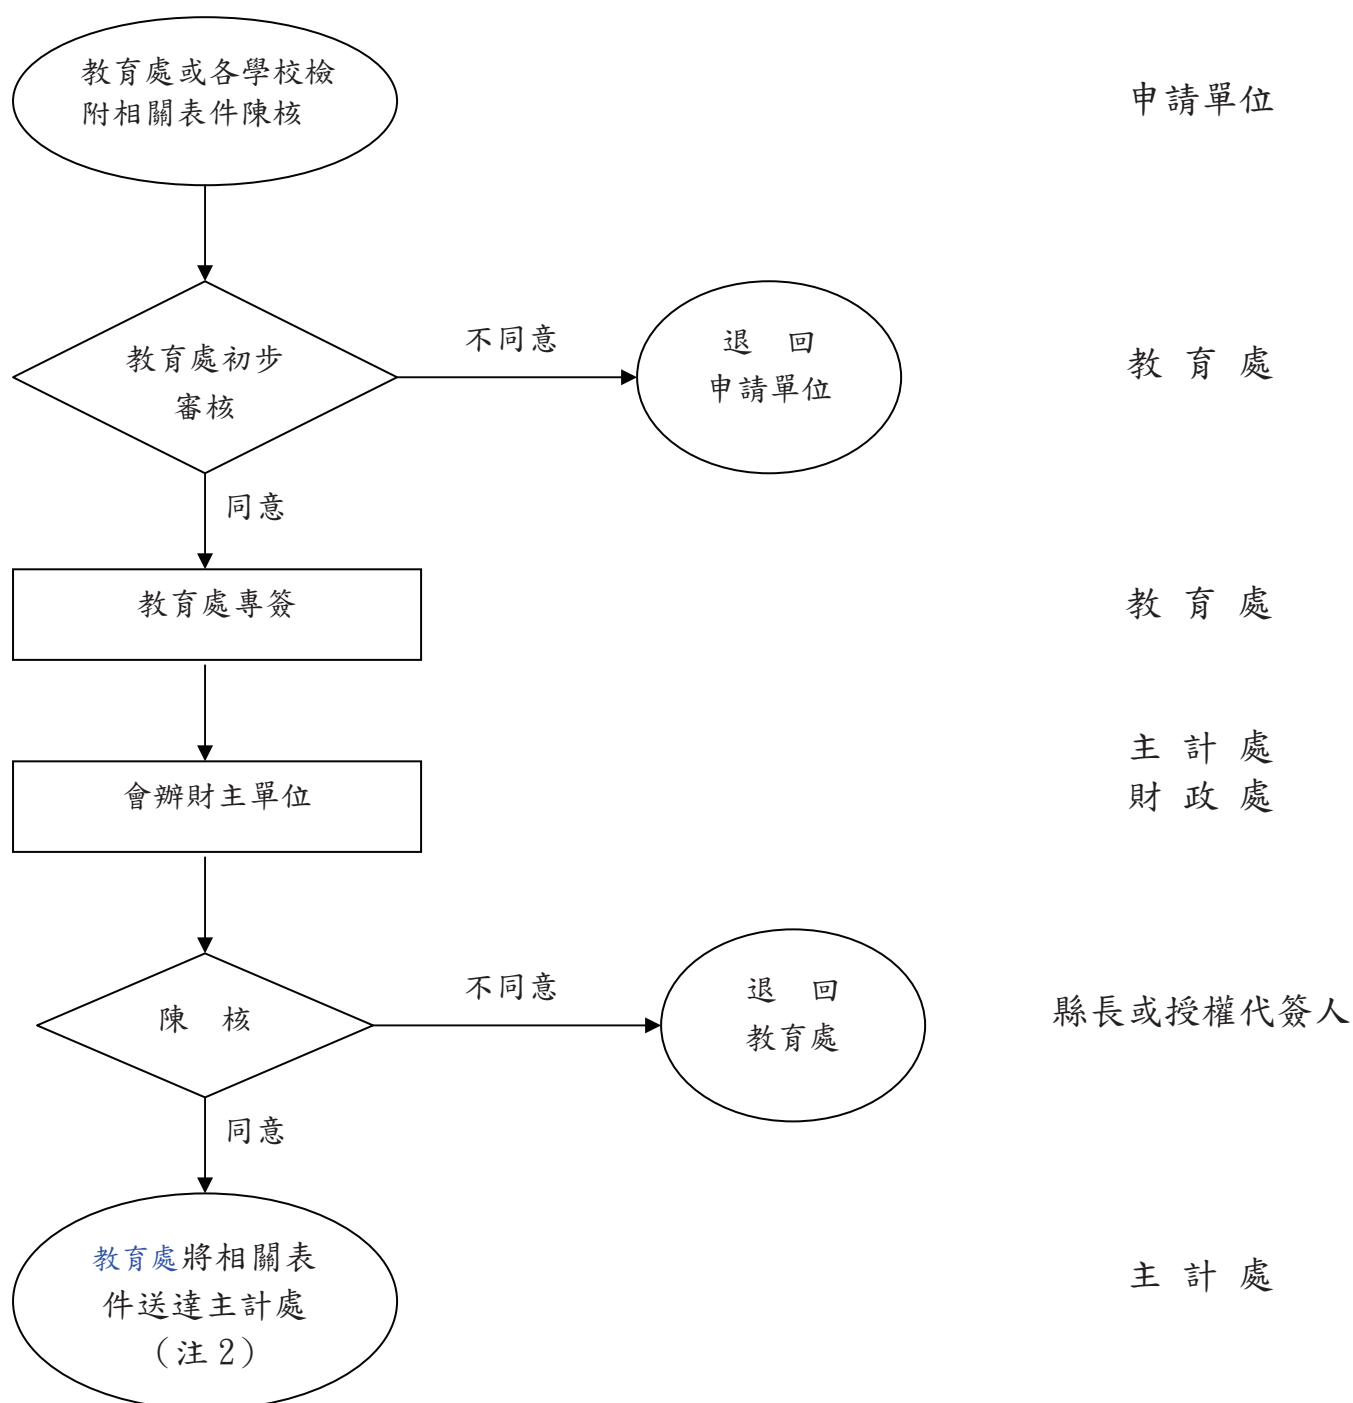 教育處或各學校檢
附相關表件陳核
申請單位
教育處初步
審核
不同意
退 回
申請單位
教 育 處
同意
教育處專簽
教 育 處
會辦財主單位
主 計 處
財 政 處
陳 核
不同意
退 回
教育處
縣長或授權代簽人
同意
教育處將相關表
件送達主計處
（注 2）
主 計 處